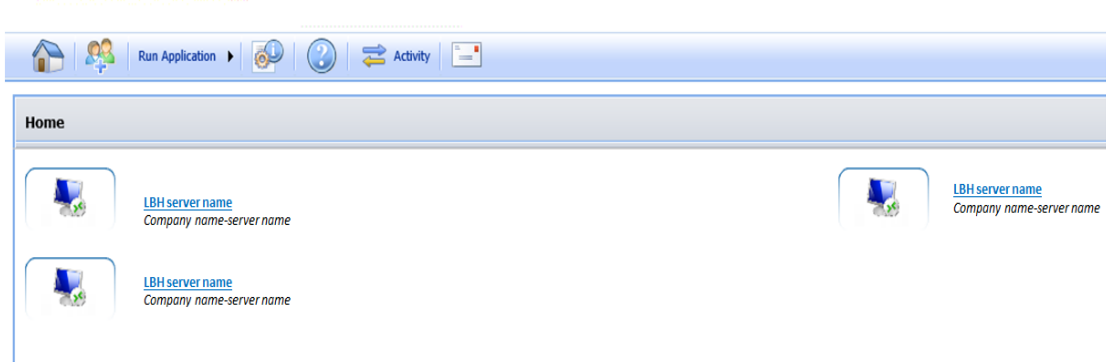 Run Application
Activity
Home
LBH server name
Company name-server name
LBH server name
Company name-server name
LBH server name
Company name-server name